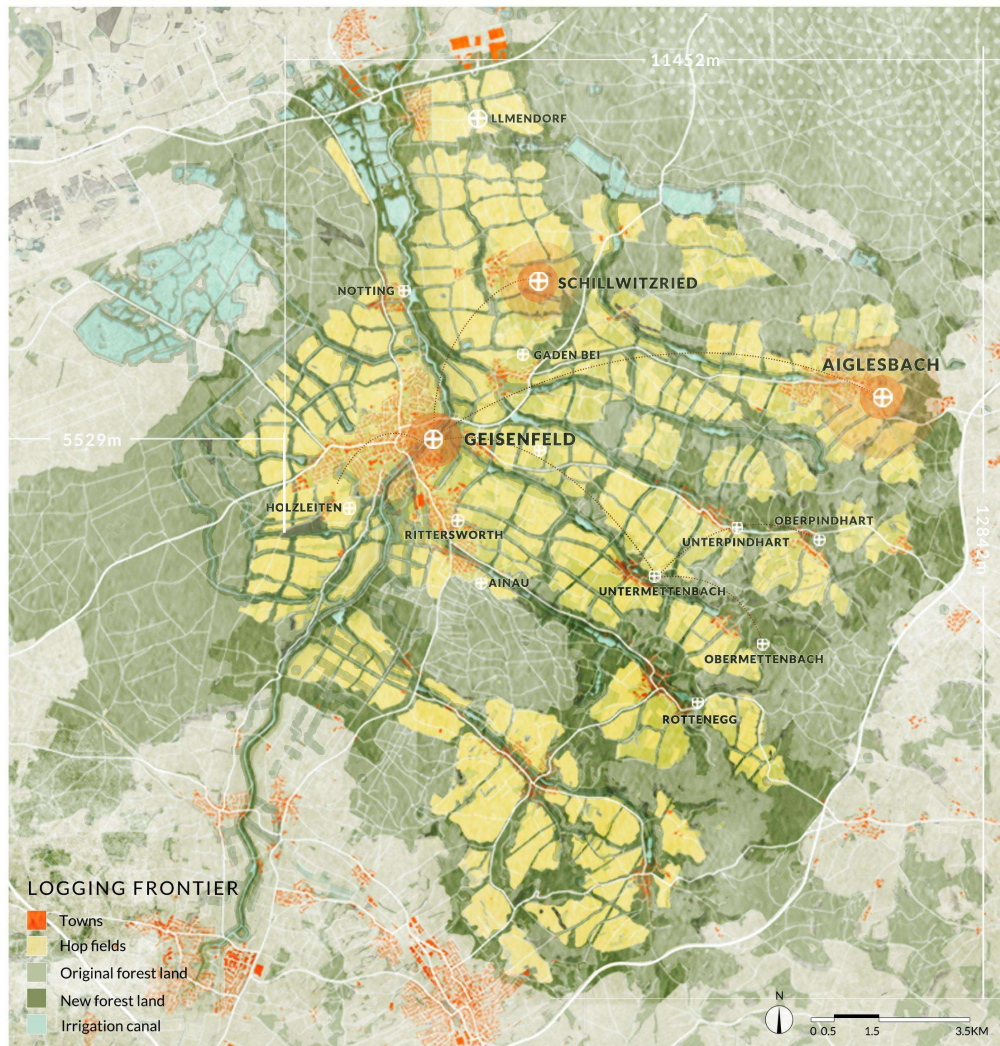 11452m
LLMENDORF
SCHILLWITZRIED
NOTTING
GADEN BEI
AIGLESBACH
5529m
GEISENFELD
HOLZLEITEN
RITTERSWORTH
OBERPINDHART
UNTERPINDHART
12842m
AINAU
UNTERMETTENBACH
OBERMETTENBACH
ROTTENEGG
LOGGING FRONTIER
Towns
Hop fields
Original forest land
New forest land
Irrigation canal
N
0 0.5 1.5 3.5KM